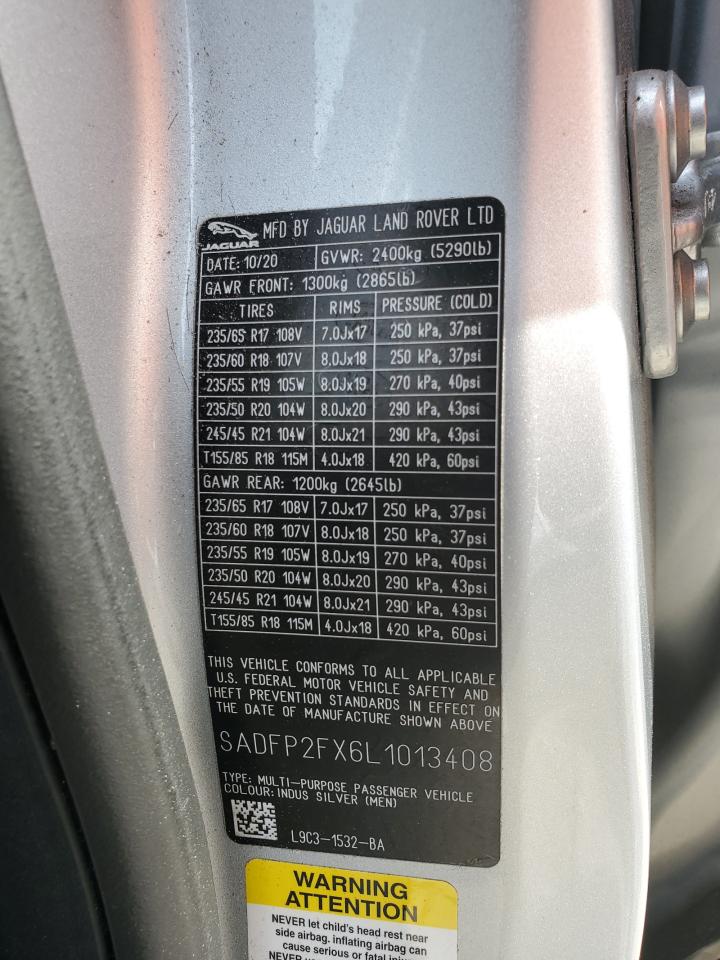 JAGUAR MFD BY JAGUAR LAND ROVER LTD
DATE: 10/20 GVWR: 2400kg (5290lb)
GAWR FRONT: 1300kg (2865lb)
TIRES RIMS PRESSURE (COLD)
235/65 R17 108V 7.0Jx17 250 kPa, 37psi
235/60 R18 107V 8.0Jx18 250 kPa, 37psi
235/55 R19 105W 8.0Jx19 270 kPa, 40psi
235/50 R20 104W 8.0Jx20 290 kPa, 43psi
245/45 R21 104W 8.0Jx21 290 kPa, 43psi
T155/85 R18 115M 4.0Jx18 420 kPa, 60psi
GAWR REAR: 1200kg (2645lb)
235/65 R17 108V 7.0Jx17 250 kPa, 37psi
235/60 R18 107V 8.0Jx18 250 kPa, 37psi
235/55 R19 105W 8.0Jx19 270 kPa, 40psi
235/50 R20 104W 8.0Jx20 290 kPa, 43psi
245/45 R21 104W 8.0Jx21 290 kPa, 43psi
T155/85 R18 115M 4.0Jx18 420 kPa, 60psi
THIS VEHICLE CONFORMS TO ALL APPLICABLE
U.S. FEDERAL MOTOR VEHICLE SAFETY AND
THEFT PREVENTION STANDARDS IN EFFECT ON
THE DATE OF MANUFACTURE SHOWN ABOVE
SADFP2FX6L1013408
TYPE: MULTI-PURPOSE PASSENGER VEHICLE
COLOUR: INDUS SILVER (MEN)
L9C3-1532-BA
WARNING
ATTENTION
NEVER let child's head rest near
side airbag. inflating airbag can
cause serious or fatal
NEVER